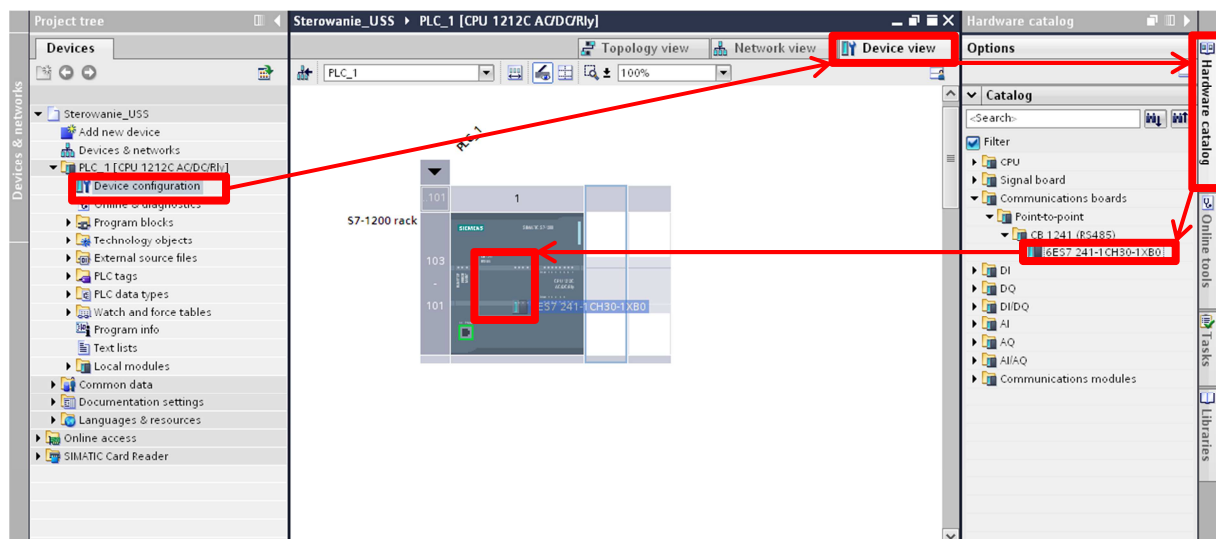 Project tree
Devices
Sterowanie_USS
Add new device
Devices & networks
PLC_1 [CPU 1212C AC/DC/Rly]
Device configuration
Online & diagnostics
Program blocks
Technology objects
External source files
PLC tags
PLC data types
Watch and force tables
Program info
Text lists
Local modules
Common data
Documentation settings
Languages & resources
Online access
SIMATIC Card Reader
Devices & networks
Sterowanie_USS PLC_1 [CPU 1212C AC/DC/Rly]
Topology view Network view Device view
PLC_1 100%
PLC_1
101 1
S7-1200 rack
SIEMENS
103
-
101
6ES7 241-1CH30-1XB0
Hardware catalog
Options
Catalog
<Search>
Filter
CPU
Signal board
Communications boards
Point-to-point
CB 1241 (RS485)
6ES7 241-1CH30-1XB0
DI
DQ
DI/DQ
AI
AQ
AI/AQ
Communications modules
Hardware catalog
Online tools
Tasks
Libraries